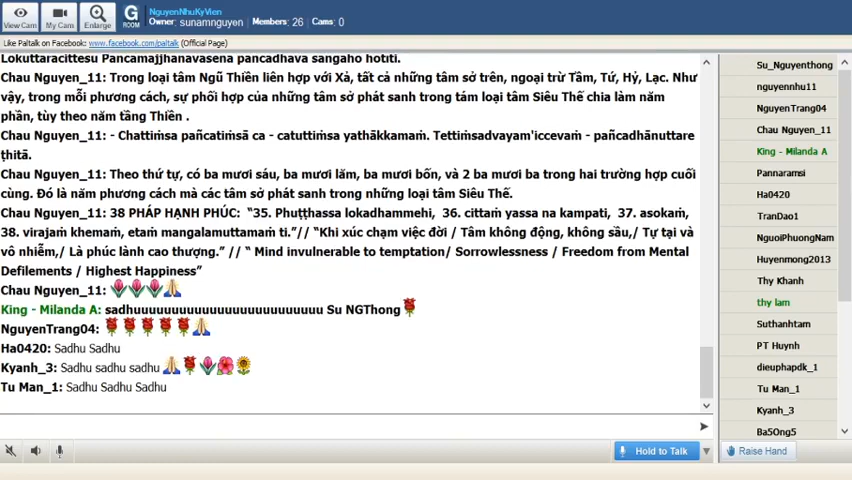 NguyenNhuKyVien
Owner: sunamnguyen Members: 26 Cams: 0
View Cam My Cam Enlarge G ROOM
Like Paltalk on Facebook: www.facebook.com/paltalk (Official Page)
Lokuttaracittesu Pañcamajjhānavasena pañcadhāva saṅgaho hotīti.
Chau Nguyen_11: Trong loại tâm Ngũ Thiền liên hợp với Xả, tất cả những tâm sở trên, ngoại trừ Tầm, Tứ, Hỷ, Lạc. Như
vậy, trong mỗi phương cách, sự phối hợp của những tâm sở phát sanh trong tám loại tâm Siêu Thế chia làm năm
phần, tùy theo năm tầng Thiền .
Chau Nguyen_11: - Chattiṁsa pañcatiṁsā ca - catuttiṁsa yathākkamaṁ. Tettiṁsadvayam'iccevaṁ - pañcadhānuttare
ṭhitā.
Chau Nguyen_11: Theo thứ tự, có ba mươi sáu, ba mươi lăm, ba mươi bốn, và 2 ba mươi ba trong hai trường hợp cuối
cùng. Đó là năm phương cách mà các tâm sở phát sanh trong những loại tâm Siêu Thế.
Chau Nguyen_11: 38 PHÁP HẠNH PHÚC: “35. Phuṭṭhassa lokadhammehi, 36. cittaṁ yassa na kampati, 37. asokaṁ,
38. virajaṁ khemaṁ, etaṁ mangalamuttamaṁ ti.”// “Khi xúc chạm việc đời / Tâm không động, không sầu,/ Tự tại và
vô nhiễm,/ Là phúc lành cao thượng.” // “ Mind invulnerable to temptation/ Sorrowlessness / Freedom from Mental
Defilements / Highest Happiness”
Chau Nguyen_11:
King - Milanda A: sadhuuuuuuuuuuuuuuuuuuuuuuuuu Su NGThong
NguyenTrang04:
Ha0420: Sadhu Sadhu
Kyanh_3: Sadhu sadhu sadhu
Tu Man_1: Sadhu Sadhu Sadhu
Hold to Talk
Su_Nguyenthong
nguyennhu11
NguyenTrang04
Chau Nguyen_11
King - Milanda A
Pannaramsi
Ha0420
TranDao1
NguoiPhuongNam
Huyenmong2013
Thy Khanh
thy lam
Suthanhtam
PT Huynh
dieuphapdk_1
Tu Man_1
Kyanh_3
Ba5Ong5
Raise Hand